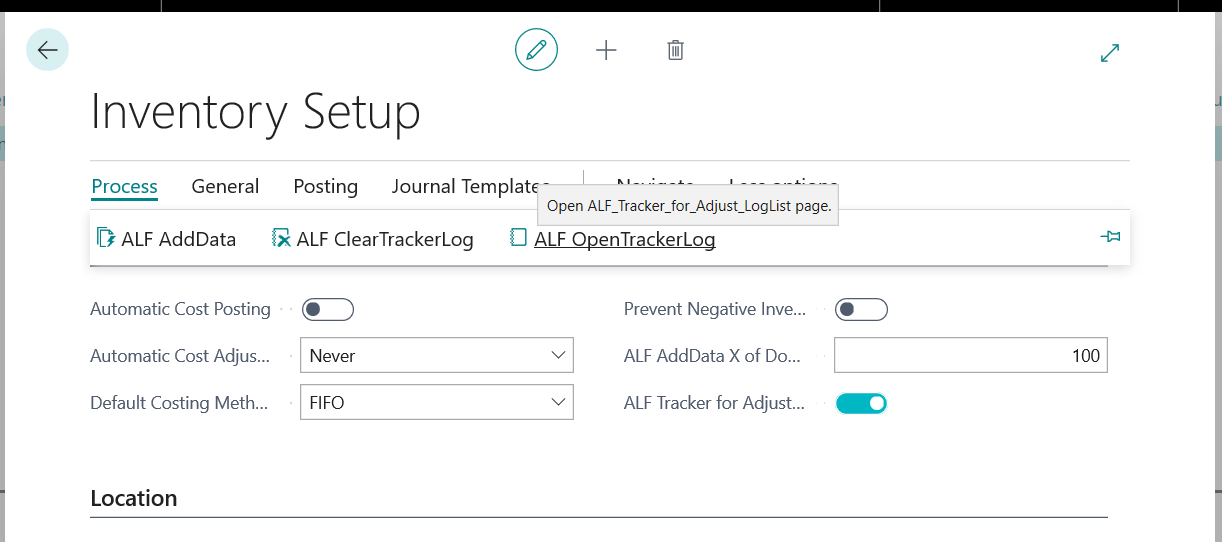 Inventory Setup
Process General Posting Journal Templates Navigate Less options
Open ALF_Tracker_for_Adjust_LogList page.
ALF AddData ALF ClearTrackerLog ALF OpenTrackerLog
Automatic Cost Posting Prevent Negative Inve...
Automatic Cost Adjus... Never ALF AddData X of Do... 100
Default Costing Meth... FIFO ALF Tracker for Adjust...
Location